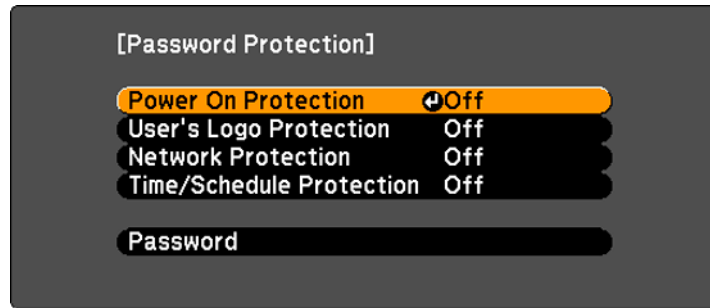 [Password Protection]
Power On Protection Off
User's Logo Protection Off
Network Protection Off
Time/Schedule Protection Off
Password